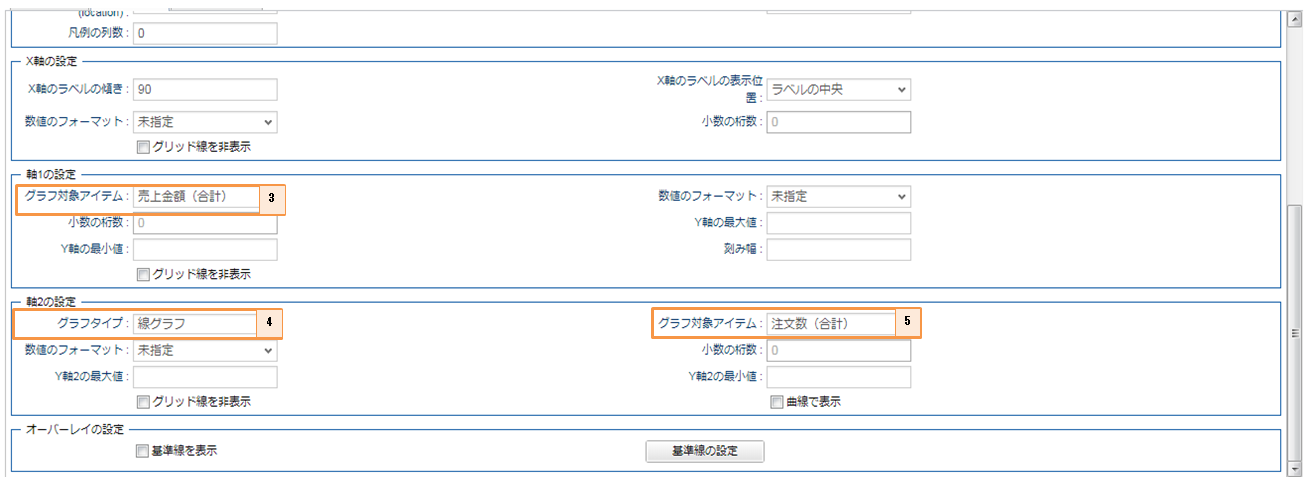 (location) :
凡例の列数 : 0
X軸の設定
X軸のラベルの傾き : 90
X軸のラベルの表示位置 : ラベルの中央
数値のフォーマット : 未指定
小数の桁数 : 0
グリッド線を非表示
軸1の設定
グラフ対象アイテム : 売上金額（合計） 3
数値のフォーマット : 未指定
小数の桁数 : 0
Y軸の最大値 :
Y軸の最小値 :
刻み幅 :
グリッド線を非表示
軸2の設定
グラフタイプ : 線グラフ 4
グラフ対象アイテム : 注文数（合計） 5
数値のフォーマット : 未指定
小数の桁数 : 0
Y軸2の最大値 :
Y軸2の最小値 :
グリッド線を非表示
曲線で表示
オーバーレイの設定
基準線を表示
基準線の設定